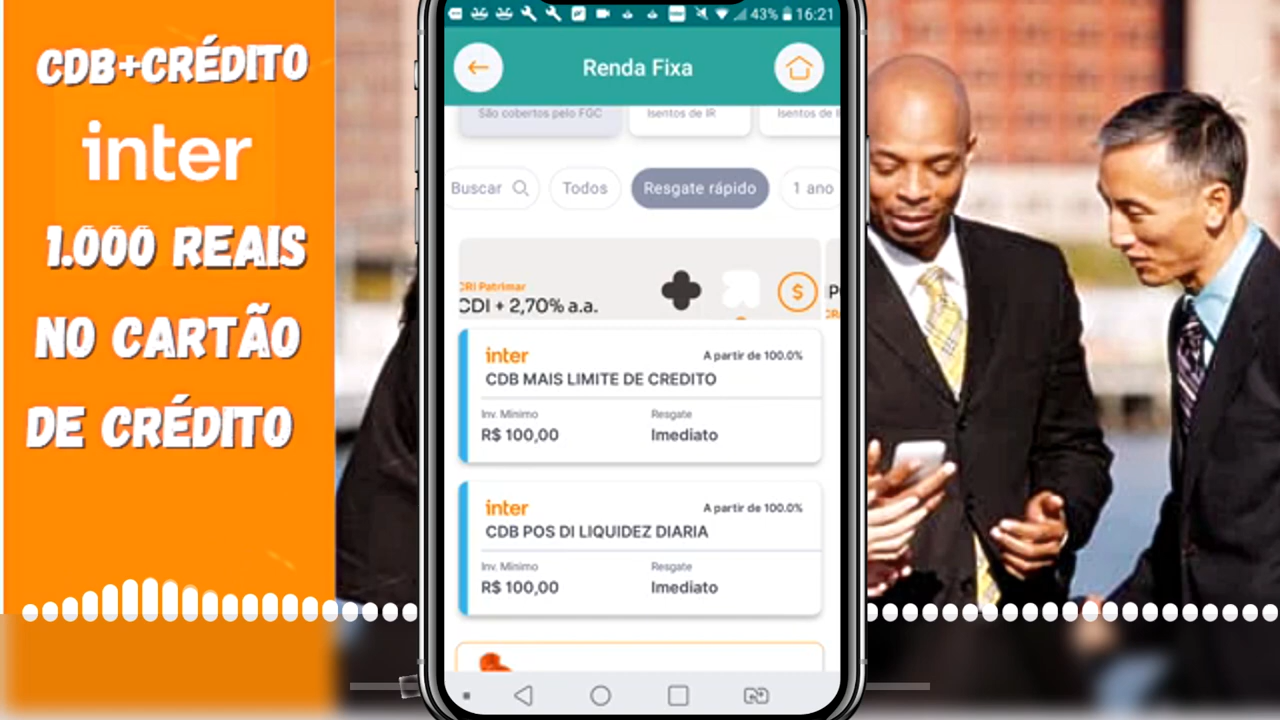 CDB+CRÉDITO
inter
1.000 REAIS
NO CARTÃO
DE CRÉDITO
43% 16:21
Renda Fixa
São cobertos pelo FGC
Isentos de IR
Isentos de
Buscar
Todos
Resgate rápido
1 ano
CRI Patrimar
CDI + 2,70% a.a.
$
inter
A partir de 100.0%
CDB MAIS LIMITE DE CREDITO
Inv. Mínimo
Resgate
R$ 100,00
Imediato
inter
A partir de 100.0%
CDB POS DI LIQUIDEZ DIARIA
Inv. Mínimo
Resgate
R$ 100,00
Imediato